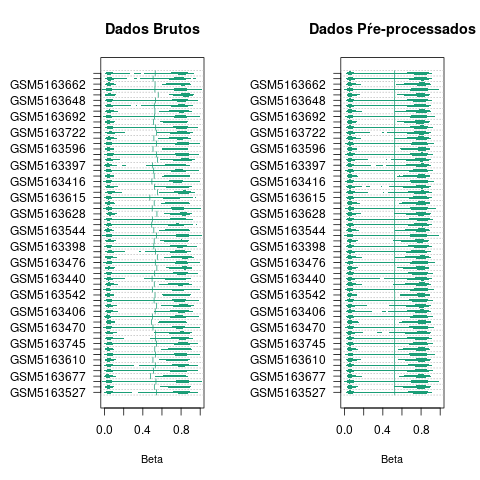 Dados Brutos
GSM5163662
GSM5163648
GSM5163692
GSM5163722
GSM5163596
GSM5163397
GSM5163416
GSM5163615
GSM5163628
GSM5163544
GSM5163398
GSM5163476
GSM5163440
GSM5163542
GSM5163406
GSM5163470
GSM5163745
GSM5163610
GSM5163677
GSM5163527
0.0 0.4 0.8
Beta
Dados Pŕe-processados
GSM5163662
GSM5163648
GSM5163692
GSM5163722
GSM5163596
GSM5163397
GSM5163416
GSM5163615
GSM5163628
GSM5163544
GSM5163398
GSM5163476
GSM5163440
GSM5163542
GSM5163406
GSM5163470
GSM5163745
GSM5163610
GSM5163677
GSM5163527
0.0 0.4 0.8
Beta